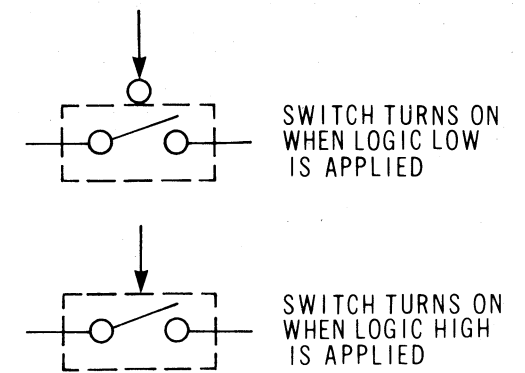 SWITCH TURNS ON
WHEN LOGIC LOW
IS APPLIED
SWITCH TURNS ON
WHEN LOGIC HIGH
IS APPLIED